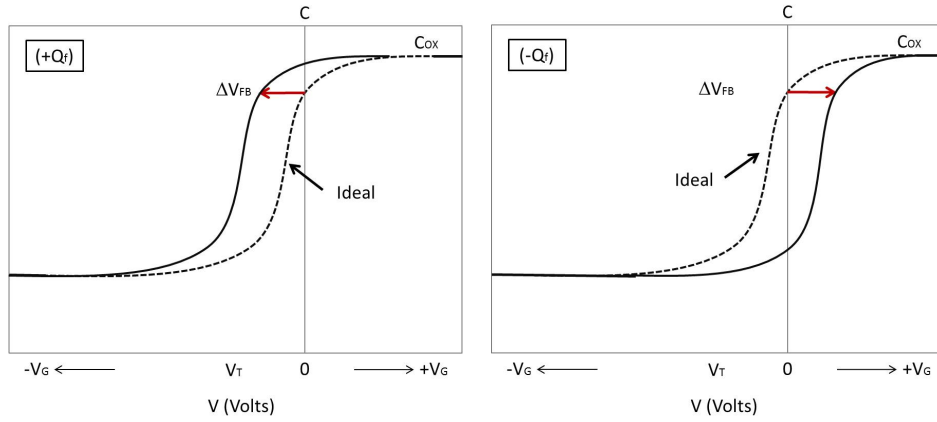 C
(+Qf)
COX
ΔVFB
Ideal
-VG
VT
0
+VG
V (Volts)
C
(-Qf)
COX
ΔVFB
Ideal
-VG
VT
0
+VG
V (Volts)